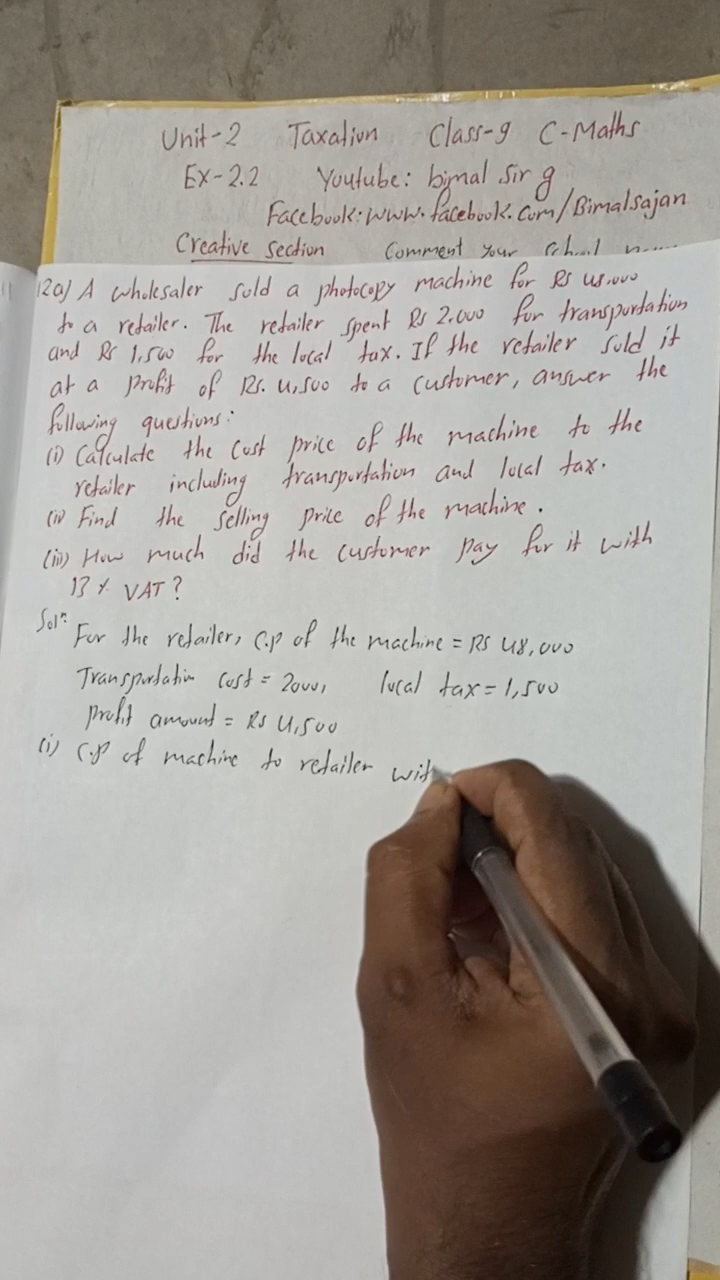 Unit-2 Taxation Class-9 C-Maths
Ex-2.2 Youtube: bimal sir g
Facebook: www.facebook.com/Bimalsajan
Creative section Comment your school
12a) A wholesaler sold a photocopy machine for Rs 48,000
to a retailer. The retailer spent Rs 2,000 for transportation
and Rs 1,500 for the local tax. If the retailer sold it
at a profit of Rs. 4,500 to a customer, answer the
following questions:
(i) Calculate the cost price of the machine to the
retailer including transportation and local tax.
(ii) Find the selling price of the machine.
(iii) How much did the customer pay for it with
13% VAT?
Solⁿ:
For the retailer, C.P of the machine = RS 48,000
Transportation cost = 2000, local tax = 1,500
profit amount = Rs 4,500
(i) C.P of machine to retailer wit